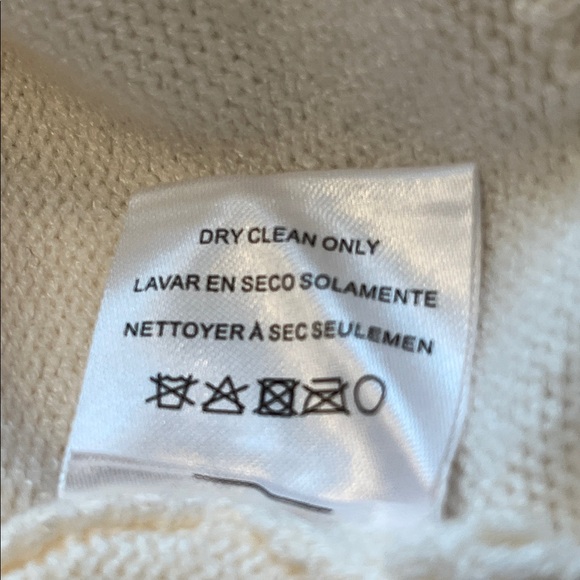 DRY CLEAN ONLY
LAVAR EN SECO SOLAMENTE
NETTOYER À SEC SEULEMEN